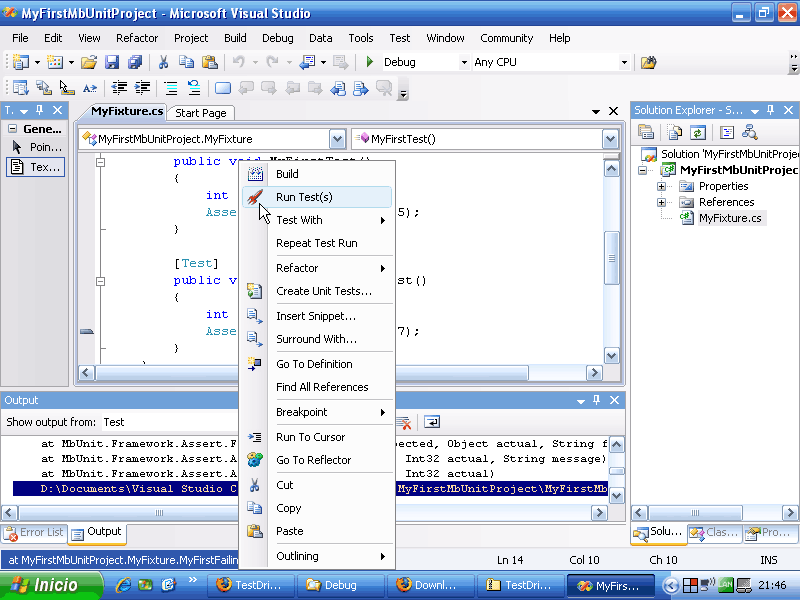 MyFirstMbUnitProject - Microsoft Visual Studio
File Edit View Refactor Project Build Debug Data Tools Test Window Community Help
Debug Any CPU
T.. MyFixture.cs Start Page
Solution Explorer - S...
Gene...
Poin...
Tex...
MyFixtureProject.MyFixture MyFirstTest()
public void MyFirstTest()
{
int
Asse 5);
}
[Test]
public v st()
{
int
Asse 7);
}
Build
Run Test(s)
Test With
Repeat Test Run
Refactor
Create Unit Tests...
Insert Snippet...
Surround With...
Go To Definition
Find All References
Breakpoint
Run To Cursor
Go To Reflector
Cut
Copy
Paste
Outlining
Solution 'MyFirstMbUnitProje
MyFirstMbUnitProjec
Properties
References
MyFixture.cs
Output
Show output from: Test
at MbUnit.Framework.Assert.F pected, Object actual, String f
at MbUnit.Framework.Assert.A Int32 actual, String message)
at MbUnit.Framework.Assert.A Int32 actual)
D:\Documents\Visual Studio C MyFirstMbUnitProject\MyFirstMb
Error List Output
Solu... Clas... Pro...
at MyFirstMbUnitProject.MyFixture.MyFirstFailin Ln 14 Col 10 Ch 10 INS
Inicio TestDri... Debug Downl... TestDri... MyFirs... LAN 21:46